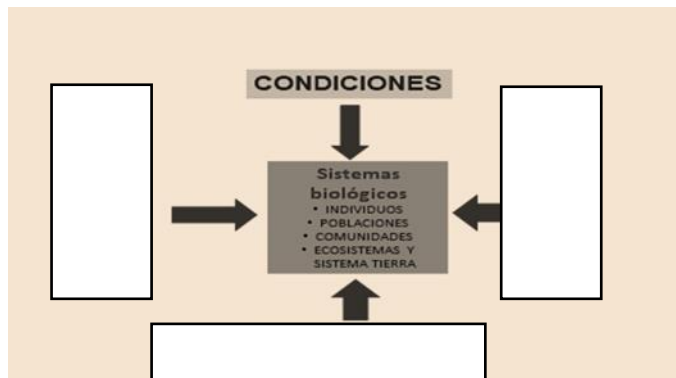 CONDICIONES
Sistemas
biológicos
• INDIVIDUOS
• POBLACIONES
• COMUNIDADES
• ECOSISTEMAS Y
SISTEMA TIERRA